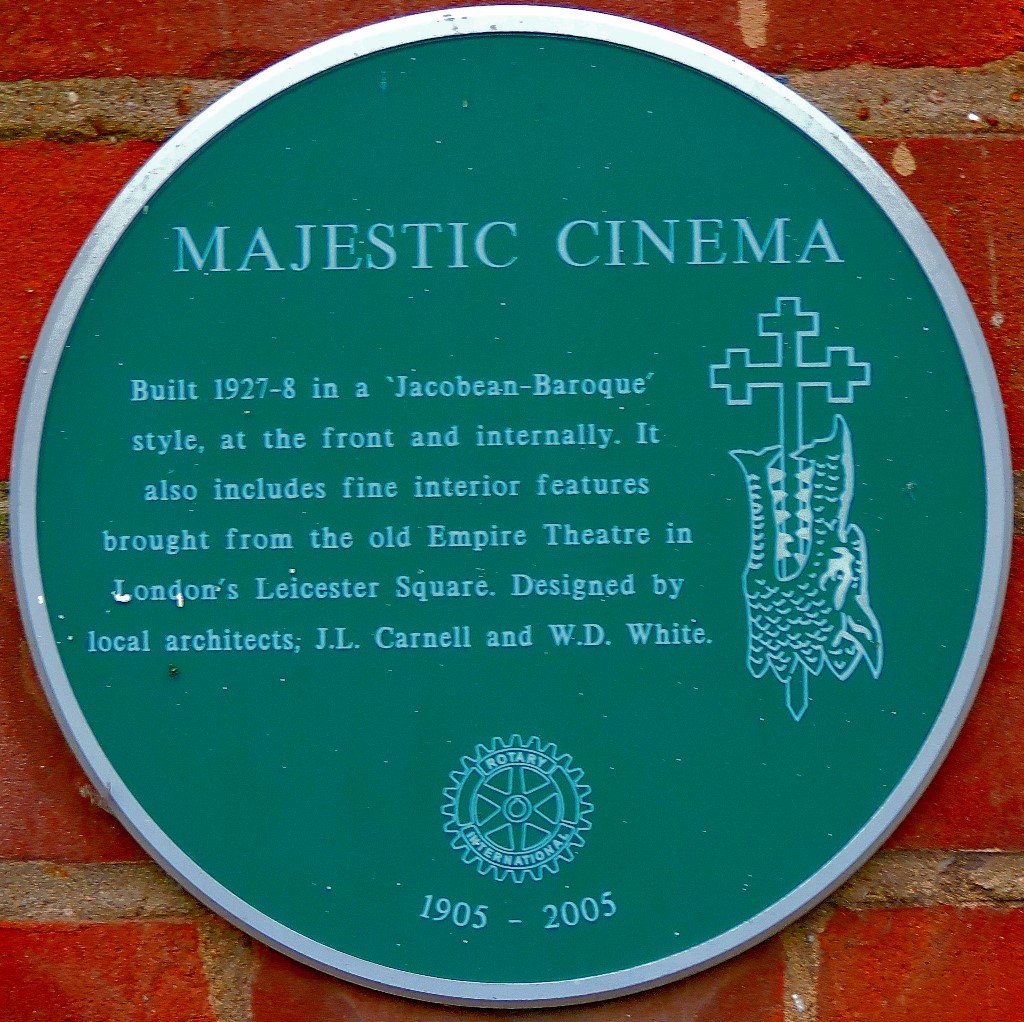 MAJESTIC CINEMA
Built 1927-8 in a `Jacobean-Baroque´
style, at the front and internally. It
also includes fine interior features
brought from the old Empire Theatre in
London's Leicester Square. Designed by
local architects, J.L. Carnell and W.D. White.
ROTARY
INTERNATIONAL
1905 - 2005